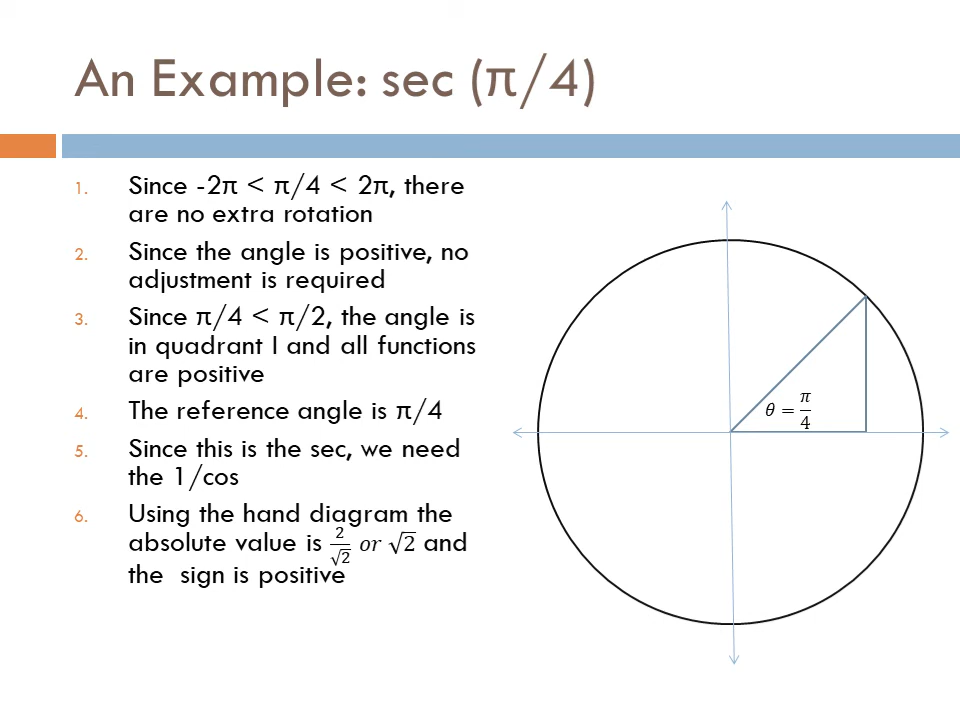 An Example: sec (π/4)
1. Since -2π < π/4 < 2π, there
are no extra rotation
2. Since the angle is positive, no
adjustment is required
3. Since π/4 < π/2, the angle is
in quadrant I and all functions
are positive
4. The reference angle is π/4
5. Since this is the sec, we need
the 1/cos
6. Using the hand diagram the
absolute value is 2/√2 or √2 and
the  sign is positive
θ = π/4